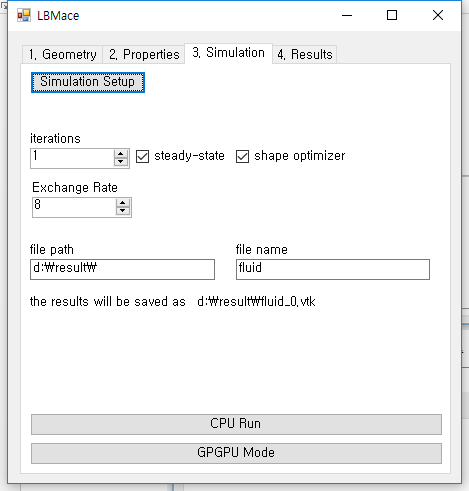 LBMace
1. Geometry 2. Properties 3. Simulation 4. Results
Simulation Setup
iterations
1 steady-state shape optimizer
Exchange Rate
8
file path file name
d:₩result₩ fluid
the results will be saved as d:₩result₩fluid_0.vtk
CPU Run
GPGPU Mode